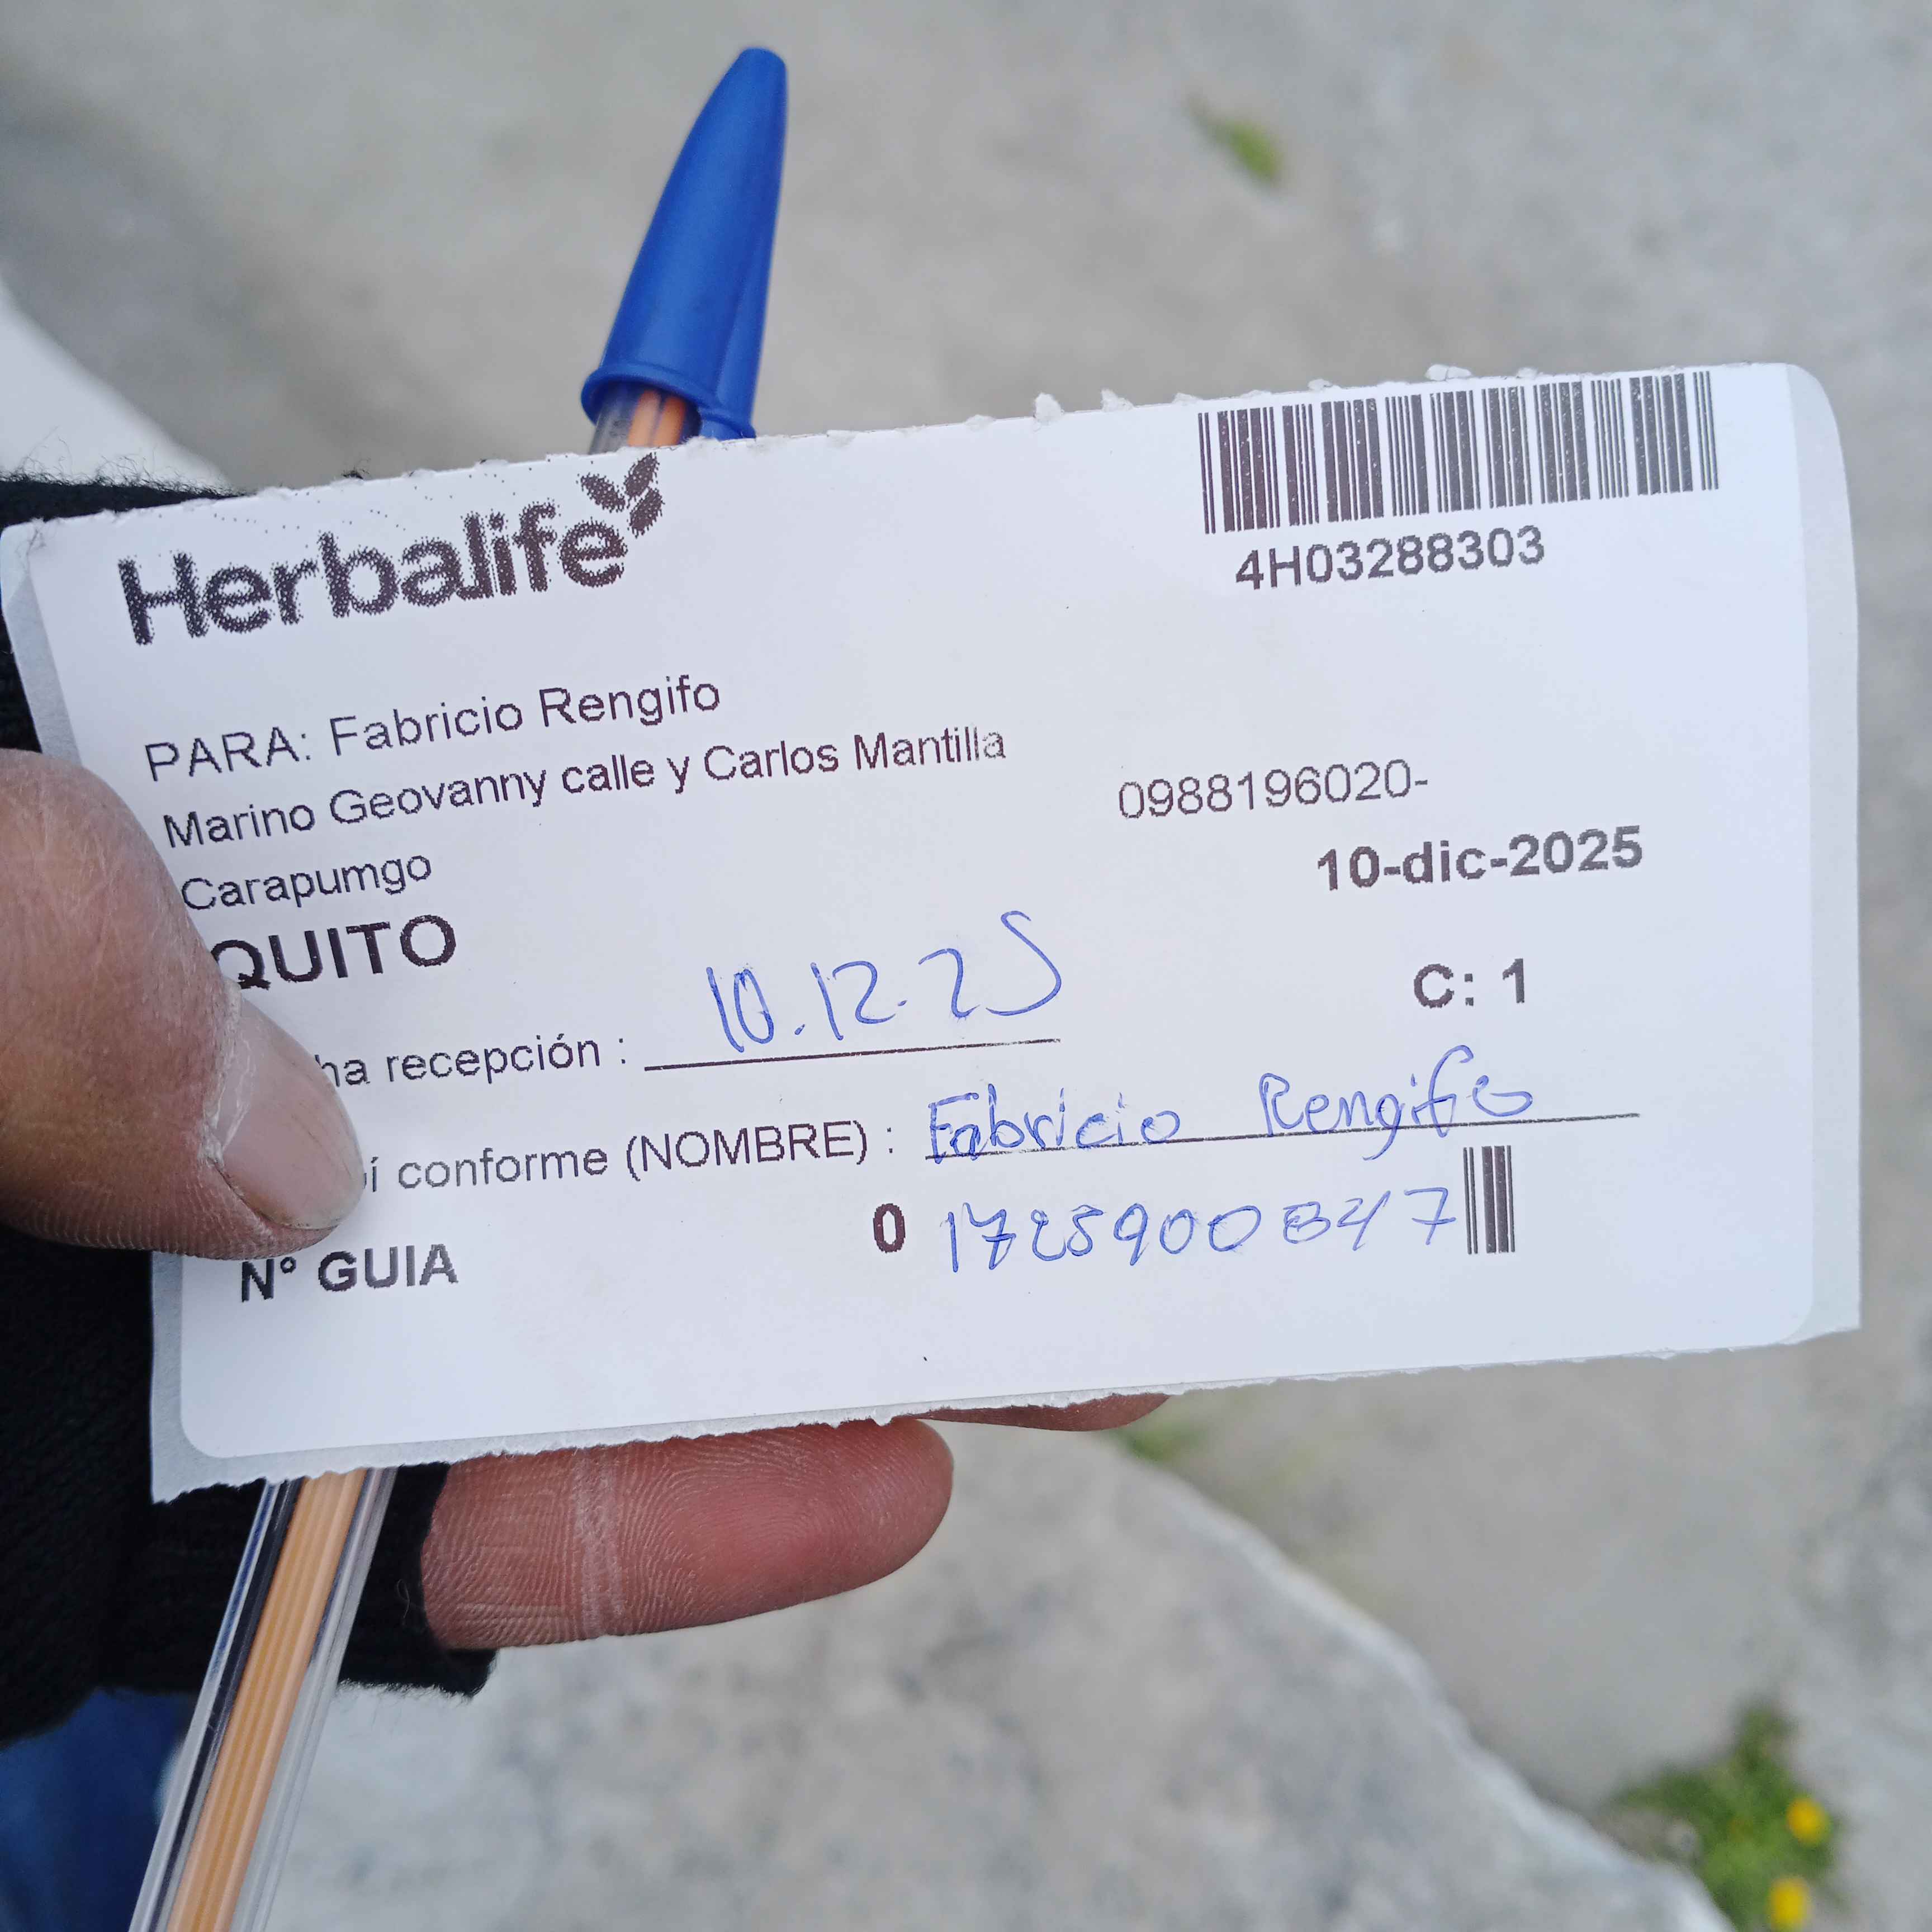 Herbalife
4H03288303
PARA: Fabricio Rengifo
Marino Geovanny calle y Carlos Mantilla
0988196020-
Carapumgo
10-dic-2025
QUITO
C: 1
ha recepción : 10.12.25
í conforme (NOMBRE) : Fabricio Rengifo
N° GUIA 0